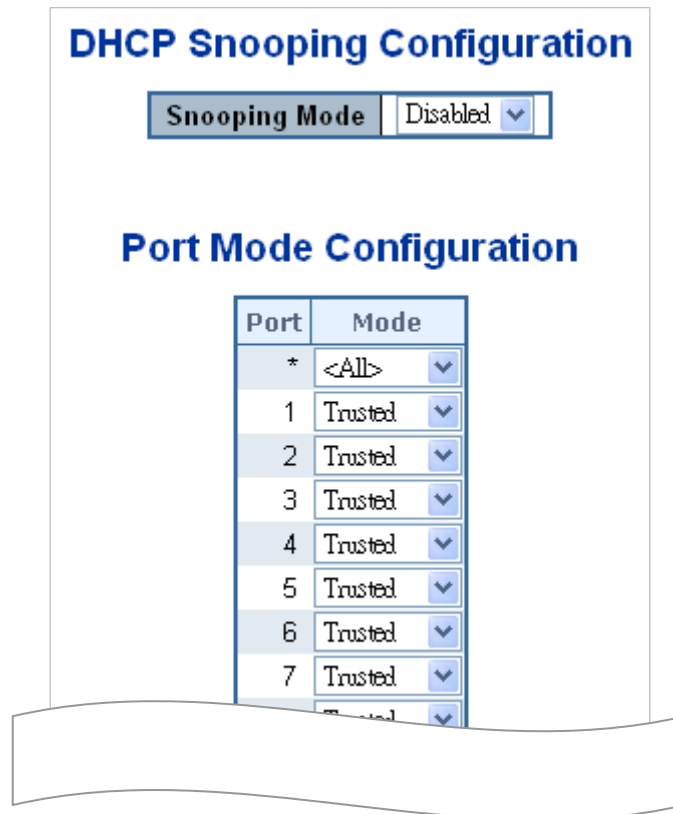 DHCP Snooping Configuration
Snooping Mode Disabled
Port Mode Configuration
Port Mode
* <All>
1 Trusted
2 Trusted
3 Trusted
4 Trusted
5 Trusted
6 Trusted
7 Trusted